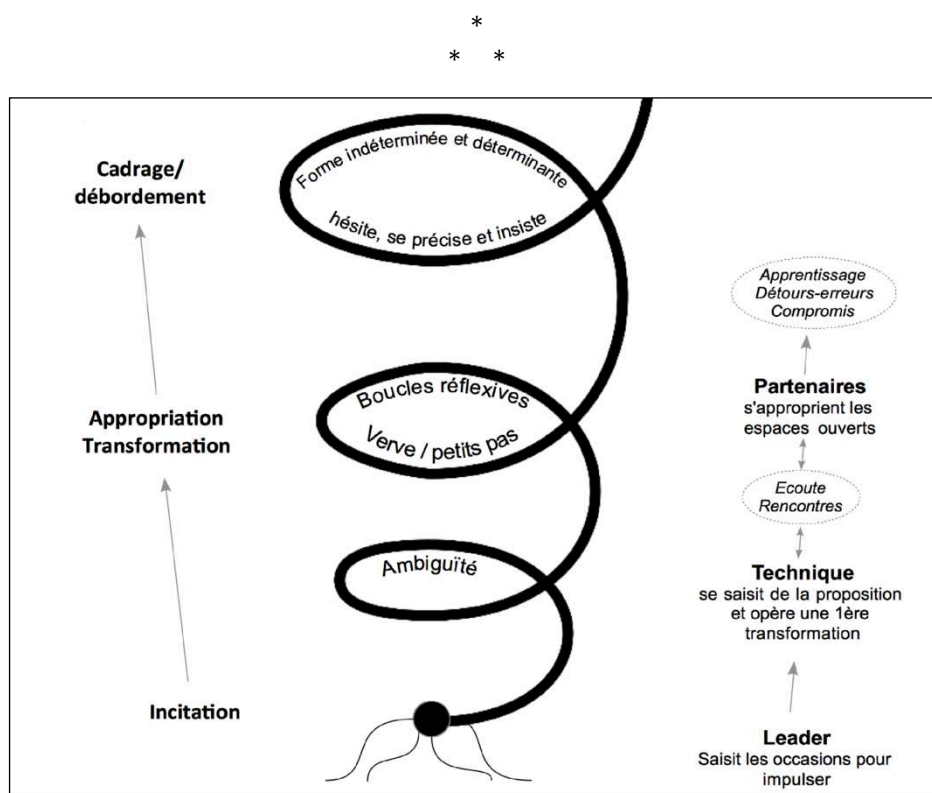 *
* *
Cadrage/
débordement
Appropriation
Transformation
Incitation
Forme indéterminée et déterminante
hésite, se précise et insiste
Boucles réflexives
Verve / petits pas
Ambiguïté
Apprentissage
Détours-erreurs
Compromis
Partenaires
s'approprient les
espaces ouverts
Ecoute
Rencontres
Technique
se saisit de la proposition
et opère une 1ère
transformation
Leader
Saisit les occasions pour
impulser